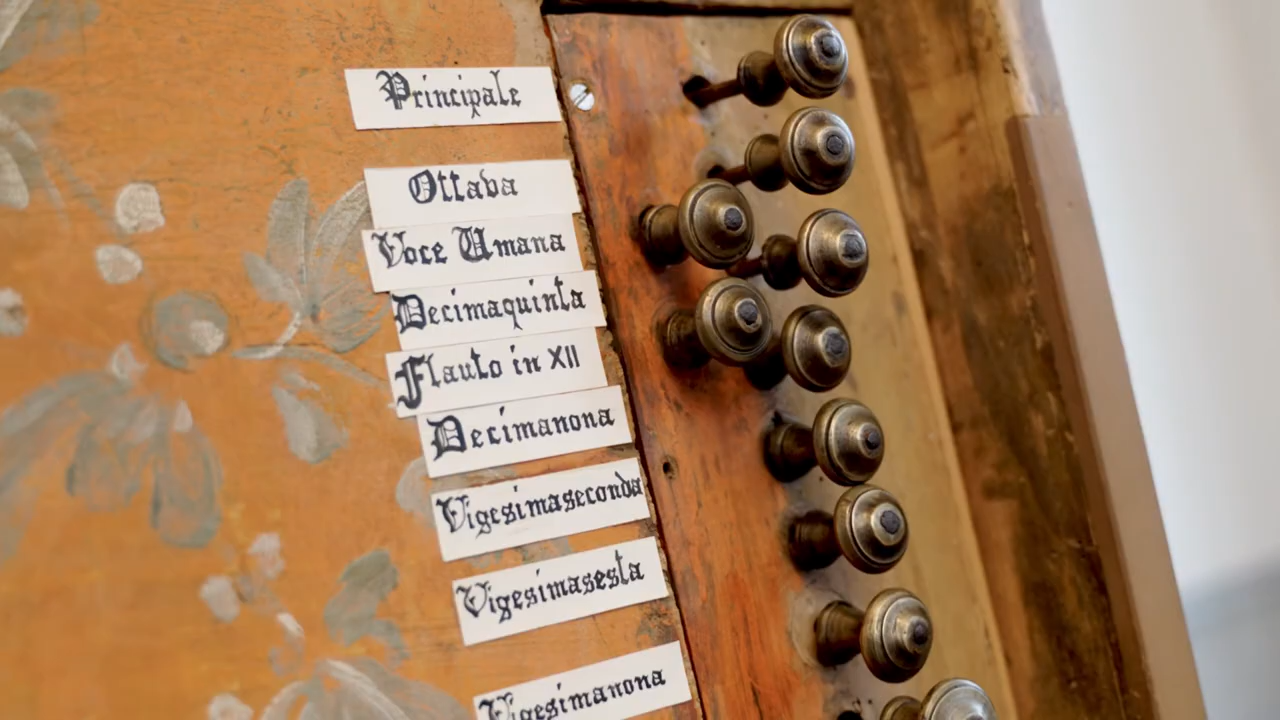 Principale
Ottava
Voce Umana
Decimaquinta
Flauto in XII
Decimanona
Vigesimaseconda
Vigesimasesta
Vigesimanona